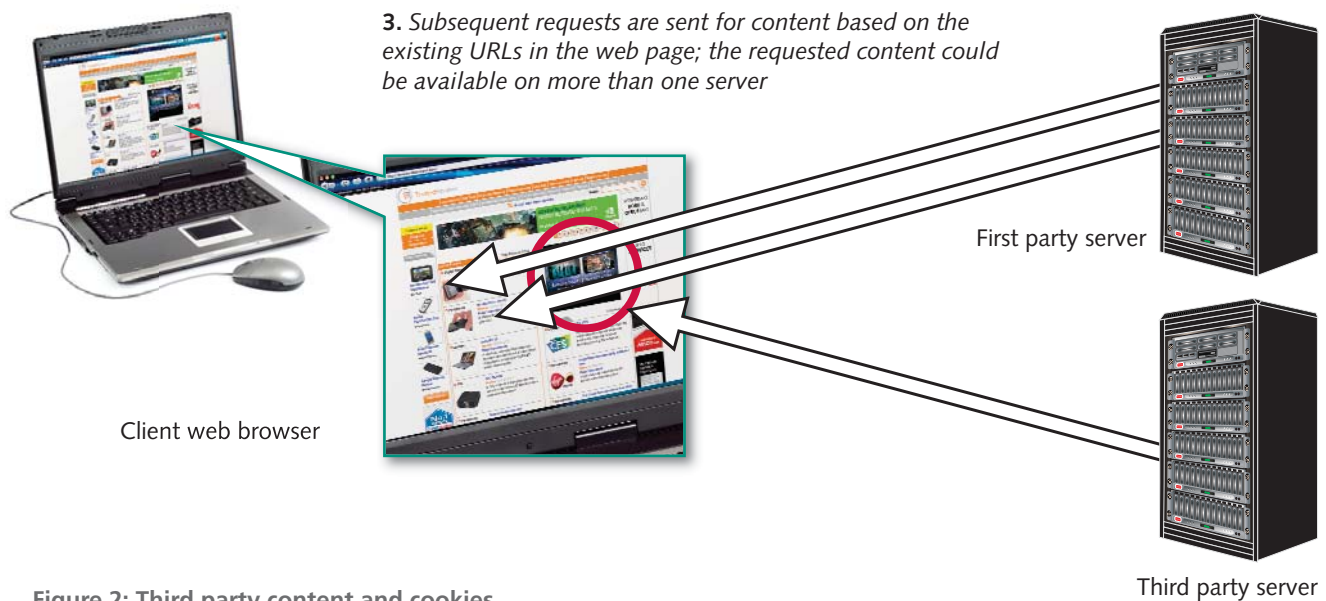 3. Subsequent requests are sent for content based on the
existing URLs in the web page; the requested content could
be available on more than one server
First party server
Client web browser
Third party server
Figure 2: Third party content and cookies